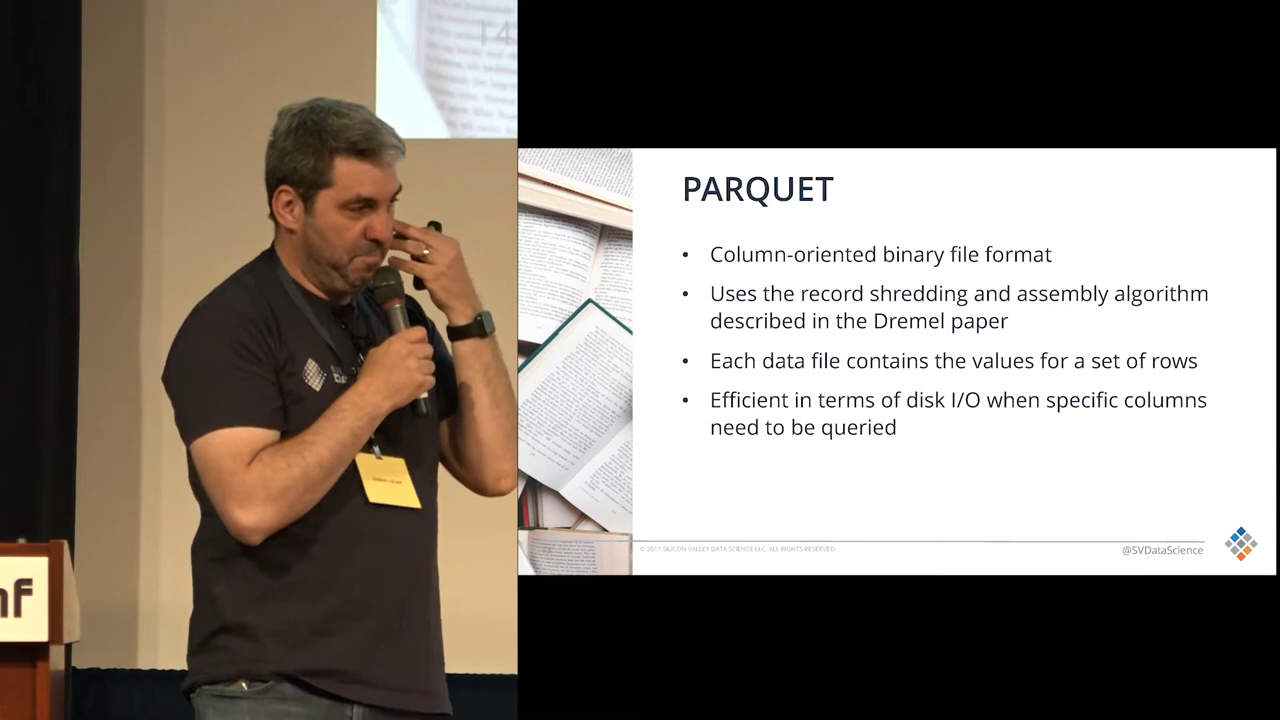 14
nf
PARQUET
• Column-oriented binary file format
• Uses the record shredding and assembly algorithm
described in the Dremel paper
• Each data file contains the values for a set of rows
• Efficient in terms of disk I/O when specific columns
need to be queried
© 2017 SILICON VALLEY DATA SCIENCE LLC. ALL RIGHTS RESERVED.
@SVDataScience